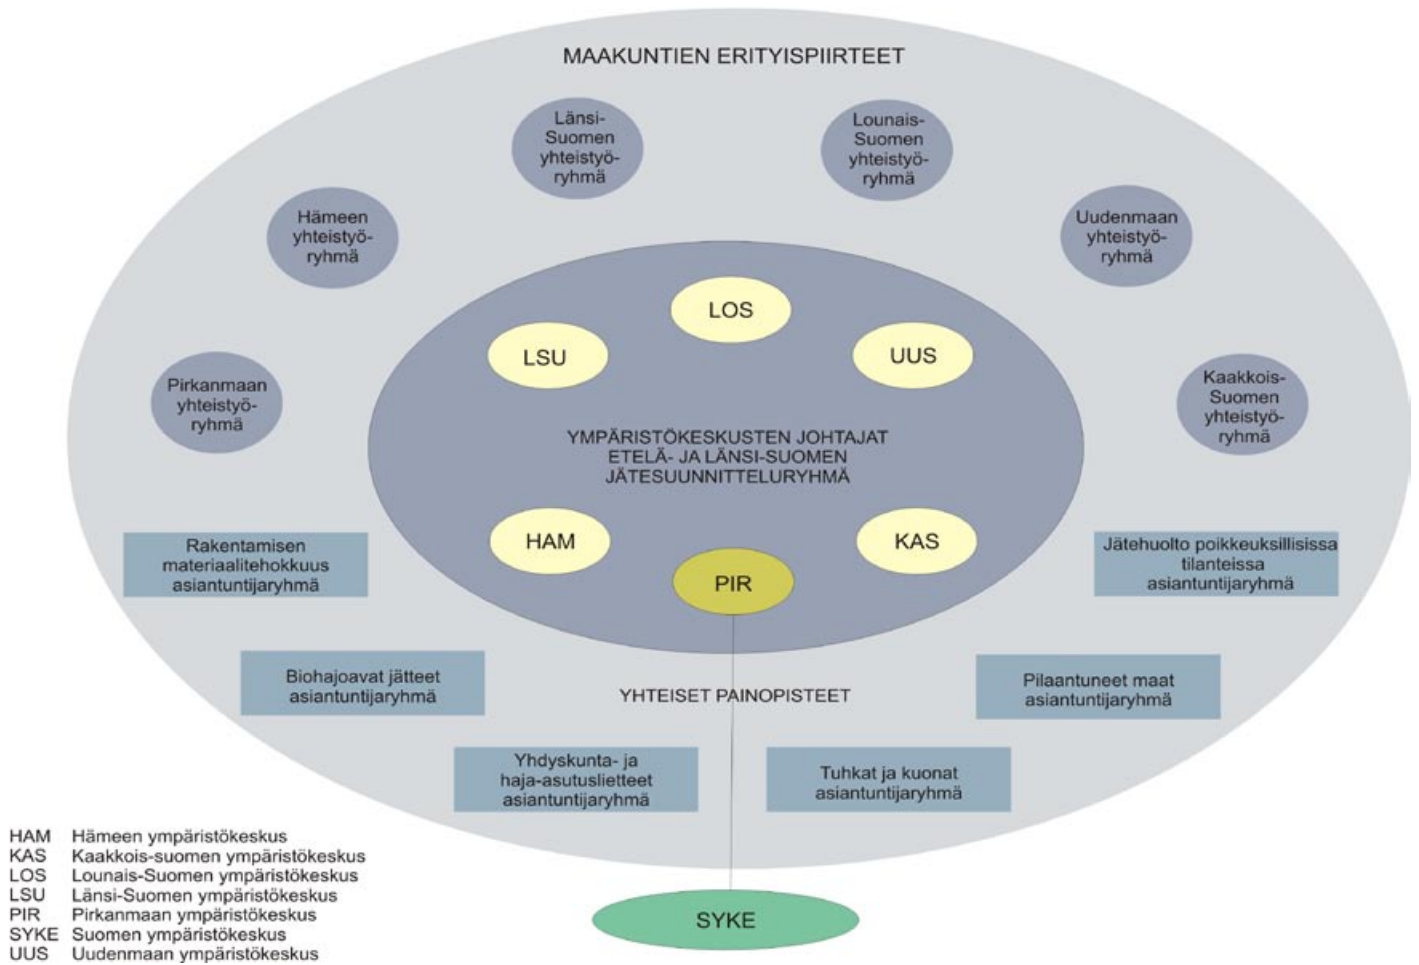 MAAKUNTIEN ERITYISPIIRTEET
Länsi-
Suomen
yhteistyö-
ryhmä
Lounais-
Suomen
yhteistyö-
ryhmä
Hämeen
yhteistyö-
ryhmä
Uudenmaan
yhteistyö-
ryhmä
Pirkanmaan
yhteistyö-
ryhmä
Kaakkois-
Suomen
yhteistyö-
ryhmä
LOS
LSU
UUS
YMPÄRISTÖKESKUSTEN JOHTAJAT
ETELÄ- JA LÄNSI-SUOMEN
JÄTESUUNNITTELURYHMÄ
HAM
KAS
PIR
Rakentamisen
materiaalitehokkuus
asiantuntijaryhmä
Jätehuolto poikkeuksillisissa
tilanteissa
asiantuntijaryhmä
Biohajoavat jätteet
asiantuntijaryhmä
YHTEISET PAINOPISTEET
Pilaantuneet maat
asiantuntijaryhmä
Yhdyskunta- ja
haja-asutuslietteet
asiantuntijaryhmä
Tuhkat ja kuonat
asiantuntijaryhmä
SYKE
HAM Hämeen ympäristökeskus
KAS Kaakkois-suomen ympäristökeskus
LOS Lounais-Suomen ympäristökeskus
LSU Länsi-Suomen ympäristökeskus
PIR Pirkanmaan ympäristökeskus
SYKE Suomen ympäristökeskus
UUS Uudenmaan ympäristökeskus